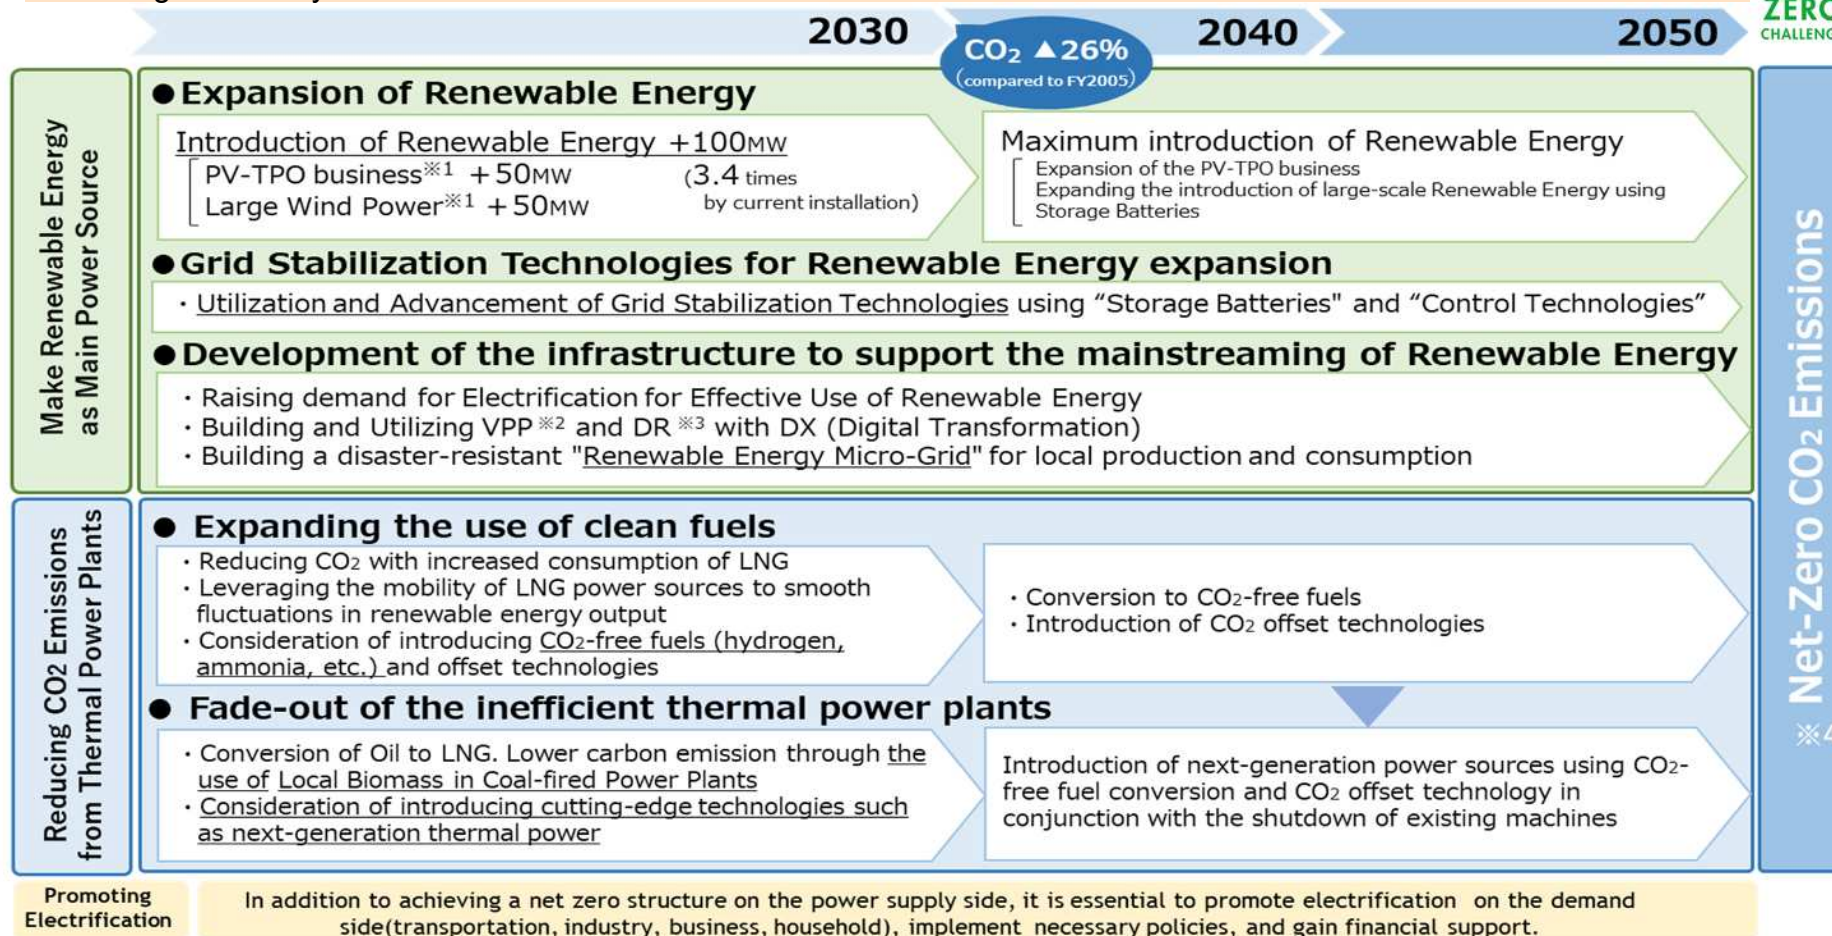 2030
2040
2050
ZERO
CHALLENG
CO2 ▲26%
(compared to FY2005)
Make Renewable Energy
as Main Power Source
●Expansion of Renewable Energy
Introduction of Renewable Energy +100MW
PV-TPO business※1 +50MW
(3.4 times
Large Wind Power※1 +50MW
by current installation)
Maximum introduction of Renewable Energy
Expansion of the PV-TPO business
Expanding the introduction of large-scale Renewable Energy using
Storage Batteries
●Grid Stabilization Technologies for Renewable Energy expansion
・Utilization and Advancement of Grid Stabilization Technologies using “Storage Batteries" and “Control Technologies”
●Development of the infrastructure to support the mainstreaming of Renewable Energy
・Raising demand for Electrification for Effective Use of Renewable Energy
・Building and Utilizing VPP ※2 and DR ※3 with DX (Digital Transformation)
・Building a disaster-resistant "Renewable Energy Micro-Grid" for local production and consumption
Reducing CO2 Emissions
from Thermal Power Plants
● Expanding the use of clean fuels
・Reducing CO2 with increased consumption of LNG
・Leveraging the mobility of LNG power sources to smooth
fluctuations in renewable energy output
・Consideration of introducing CO2-free fuels (hydrogen,
ammonia, etc.) and offset technologies
・Conversion to CO2-free fuels
・Introduction of CO2 offset technologies
● Fade-out of the inefficient thermal power plants
・Conversion of Oil to LNG. Lower carbon emission through the
use of Local Biomass in Coal-fired Power Plants
・Consideration of introducing cutting-edge technologies such
as next-generation thermal power
Introduction of next-generation power sources using CO2-
free fuel conversion and CO2 offset technology in
conjunction with the shutdown of existing machines
Net-Zero CO2 Emissions
※4
Promoting
Electrification
In addition to achieving a net zero structure on the power supply side, it is essential to promote electrification on the demand
side(transportation, industry, business, household), implement necessary policies, and gain financial support.